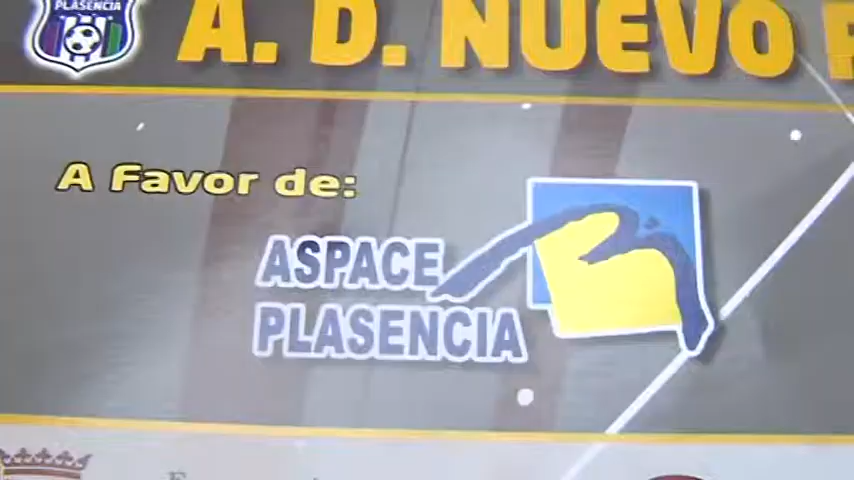 PLASENCIA
A. D. NUEVO
A Favor de:
ASPACE
PLASENCIA